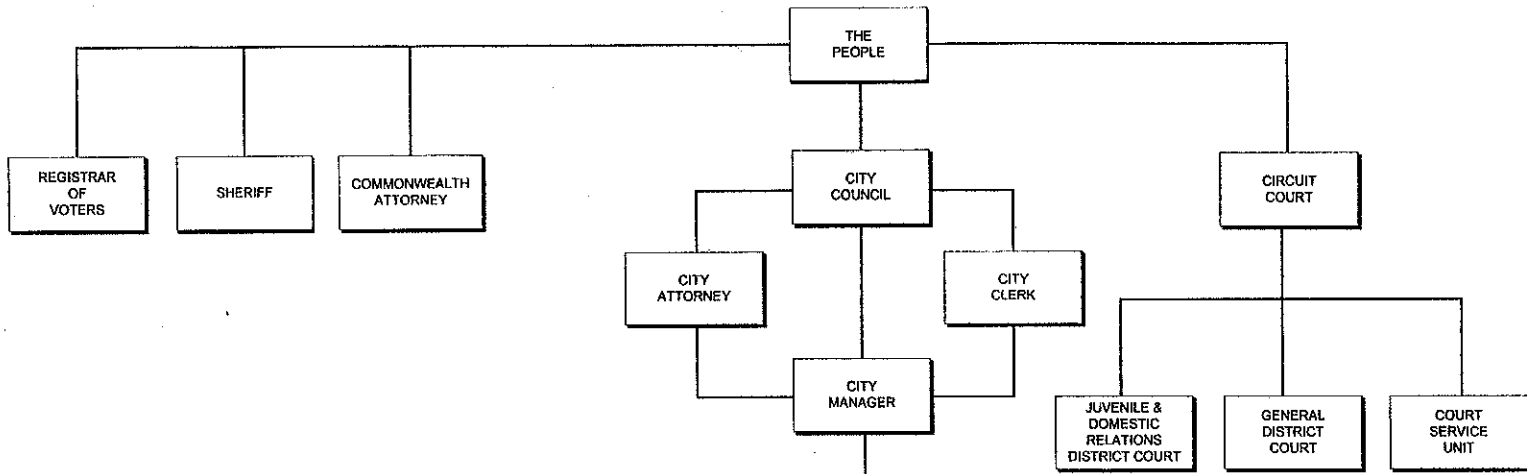 THE
PEOPLE
REGISTRAR
OF
VOTERS
SHERIFF
COMMONWEALTH
ATTORNEY
CITY
COUNCIL
CIRCUIT
COURT
CITY
ATTORNEY
CITY
CLERK
CITY
MANAGER
JUVENILE &
DOMESTIC
RELATIONS
DISTRICT COURT
GENERAL
DISTRICT
COURT
COURT
SERVICE
UNIT